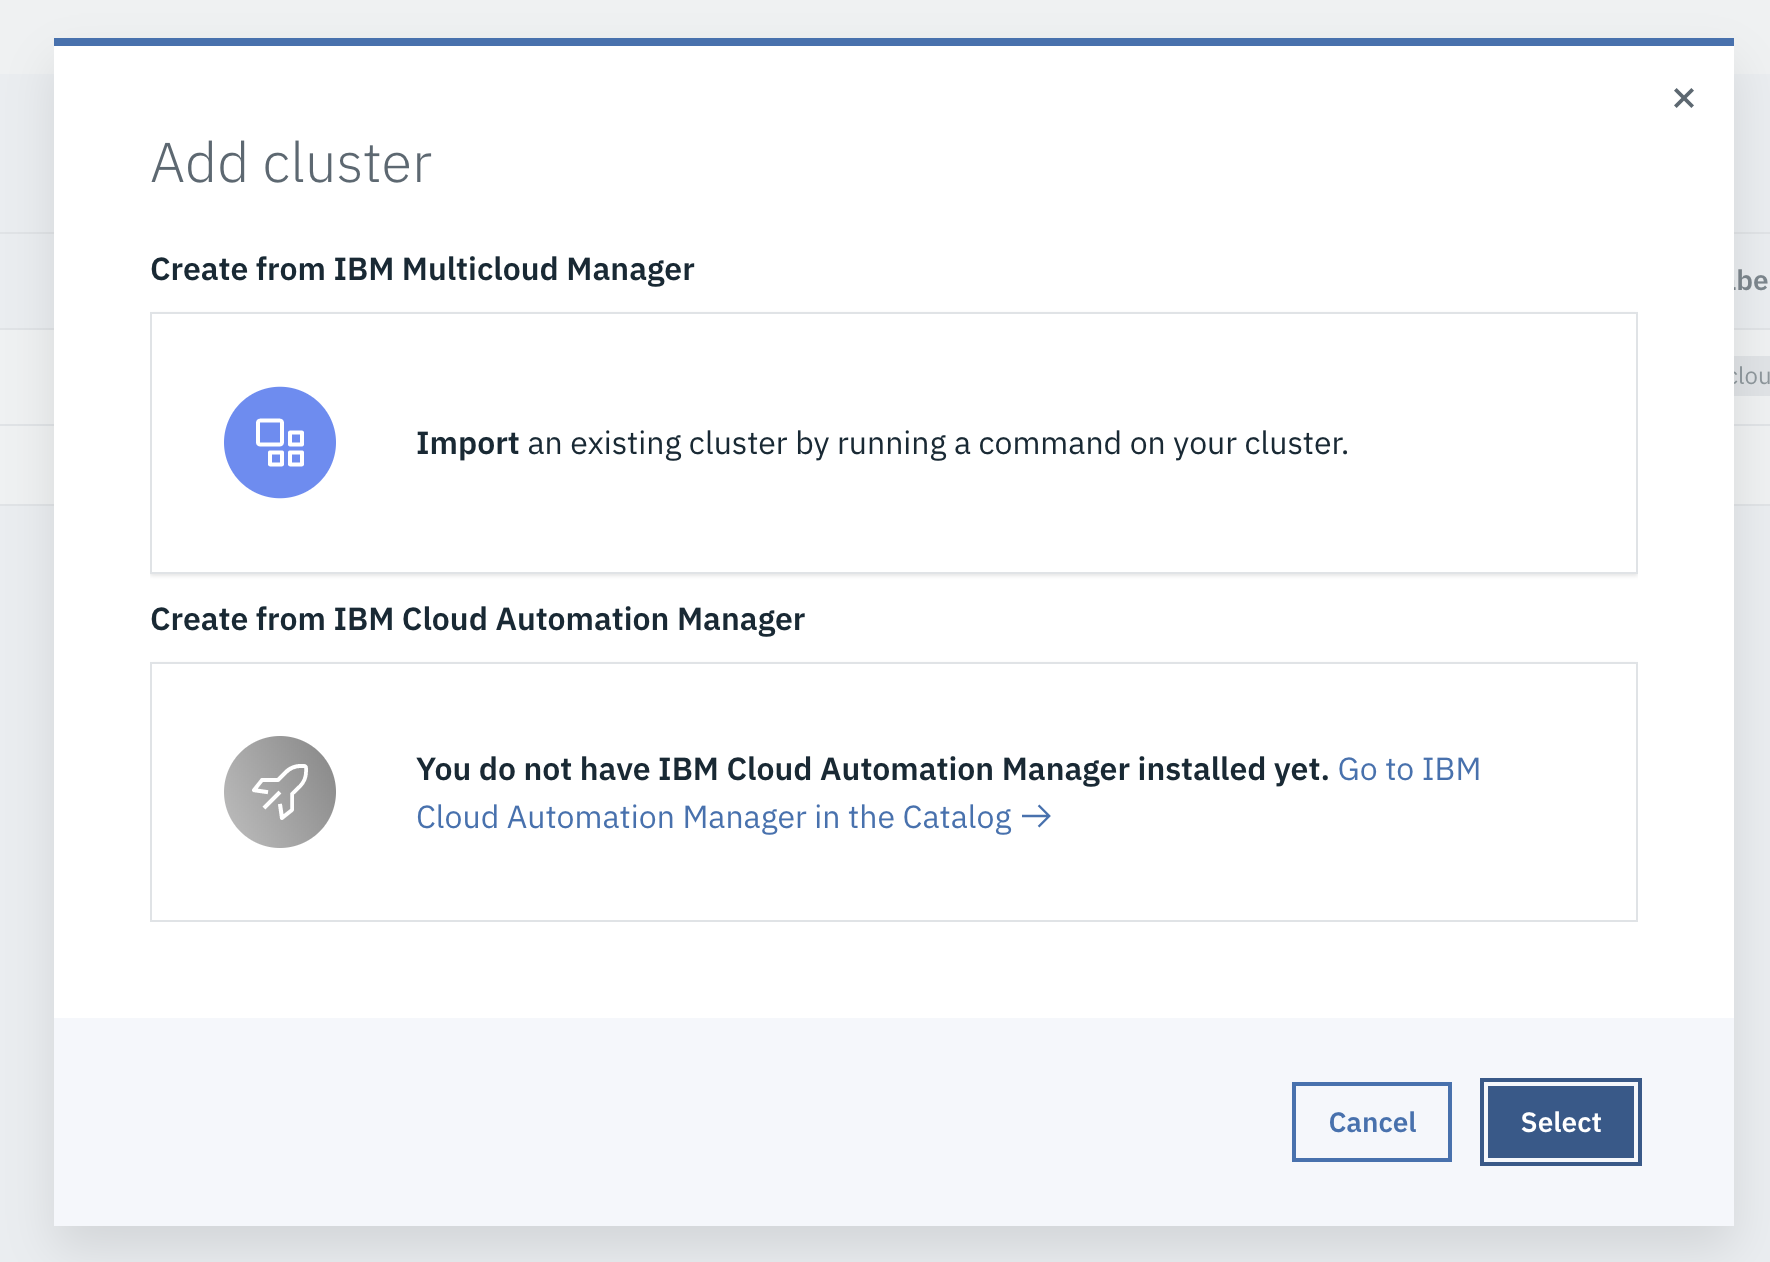 Add cluster
Create from IBM Multicloud Manager
Import an existing cluster by running a command on your cluster.
Create from IBM Cloud Automation Manager
You do not have IBM Cloud Automation Manager installed yet. Go to IBM
Cloud Automation Manager in the Catalog →
Cancel
Select